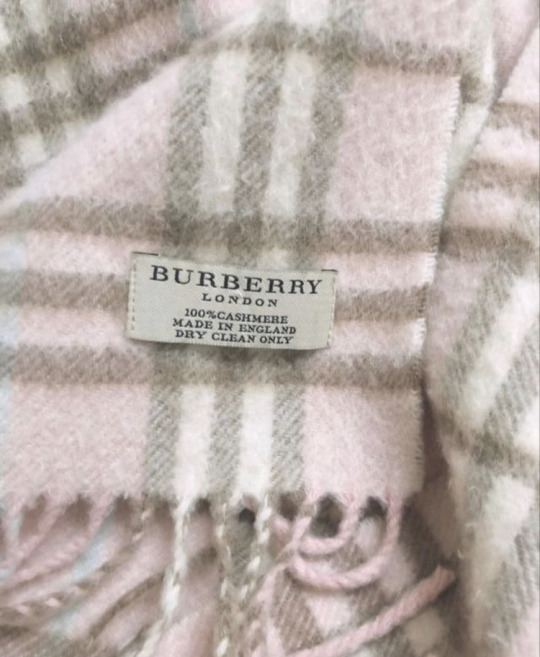 BURBERRY
LONDON
100%CASHMERE
MADE IN ENGLAND
DRY CLEAN ONLY